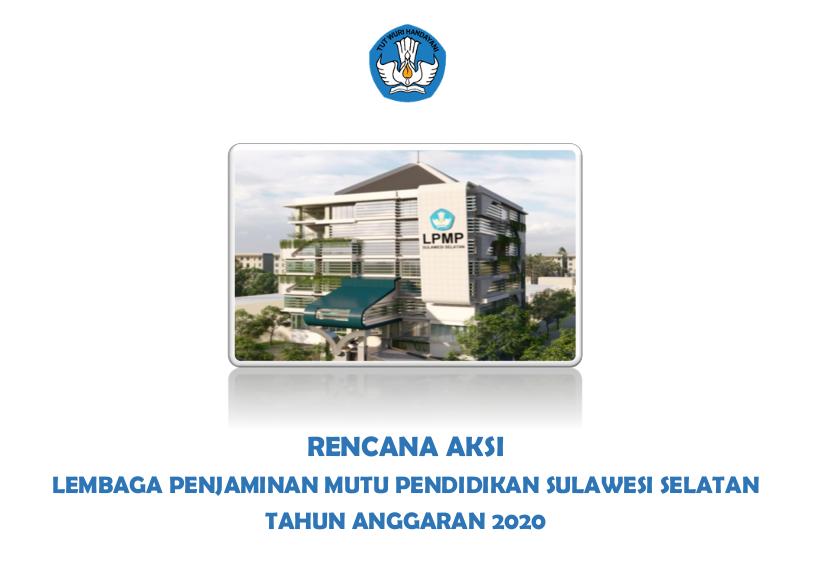 TUT WURI HANDAYANI
LPMP
SULAWESI SELATAN
RENCANA AKSI
LEMBAGA PENJAMINAN MUTU PENDIDIKAN SULAWESI SELATAN
TAHUN ANGGARAN 2020